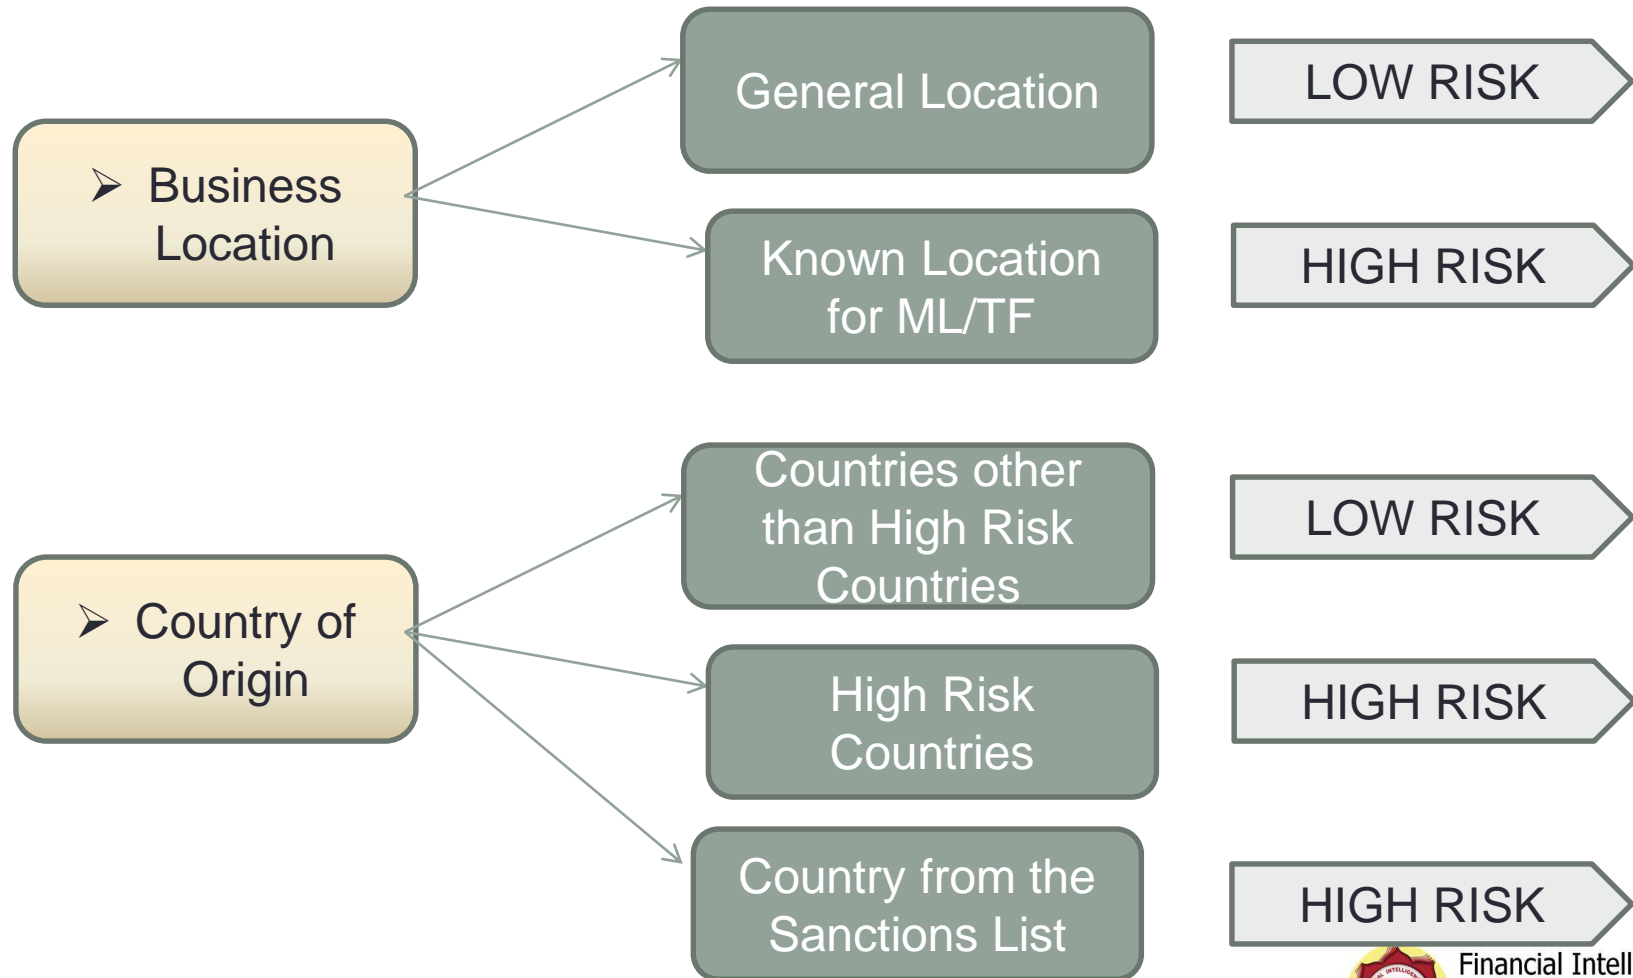 ➢ Business
Location
General Location
LOW RISK
Known Location
for ML/TF
HIGH RISK
➢ Country of
Origin
Countries other
than High Risk
Countries
LOW RISK
High Risk
Countries
HIGH RISK
Country from the
Sanctions List
HIGH RISK
Financial Intell